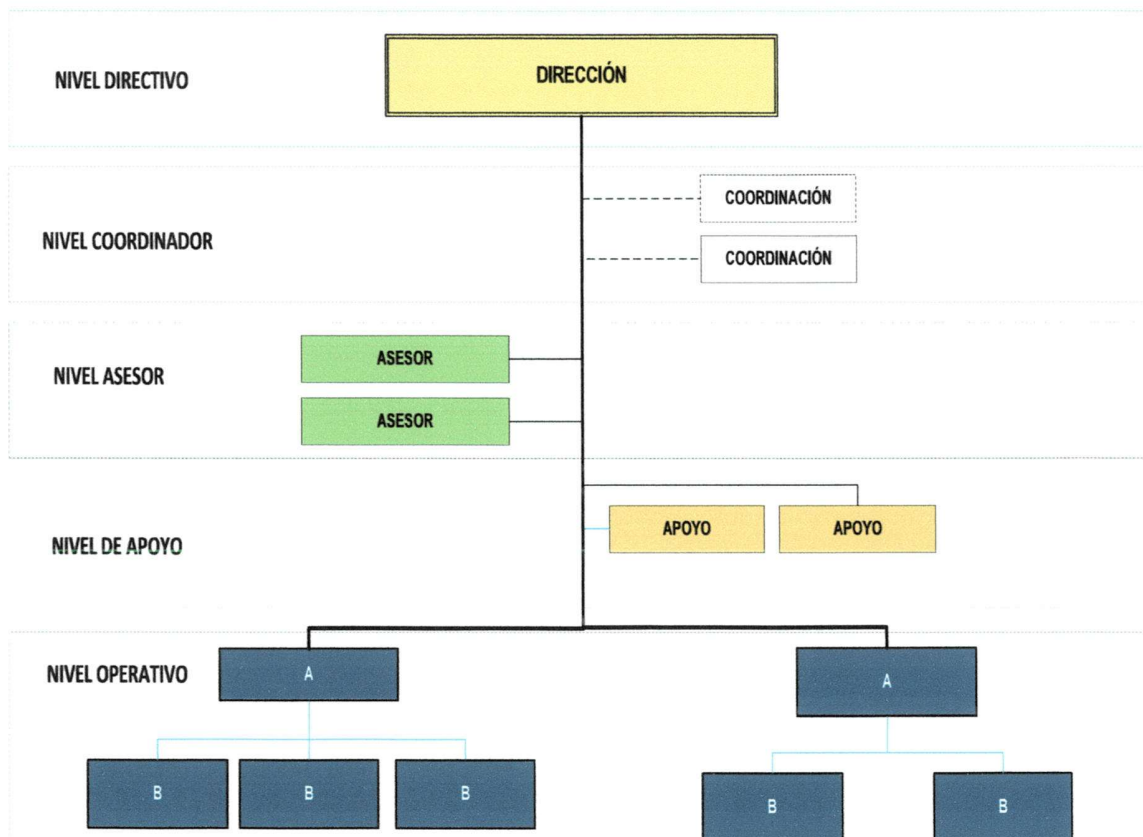 NIVEL DIRECTIVO
DIRECCIÓN
NIVEL COORDINADOR
COORDINACIÓN
COORDINACIÓN
NIVEL ASESOR
ASESOR
ASESOR
NIVEL DE APOYO
APOYO
APOYO
NIVEL OPERATIVO
A
A
B
B
B
B
B